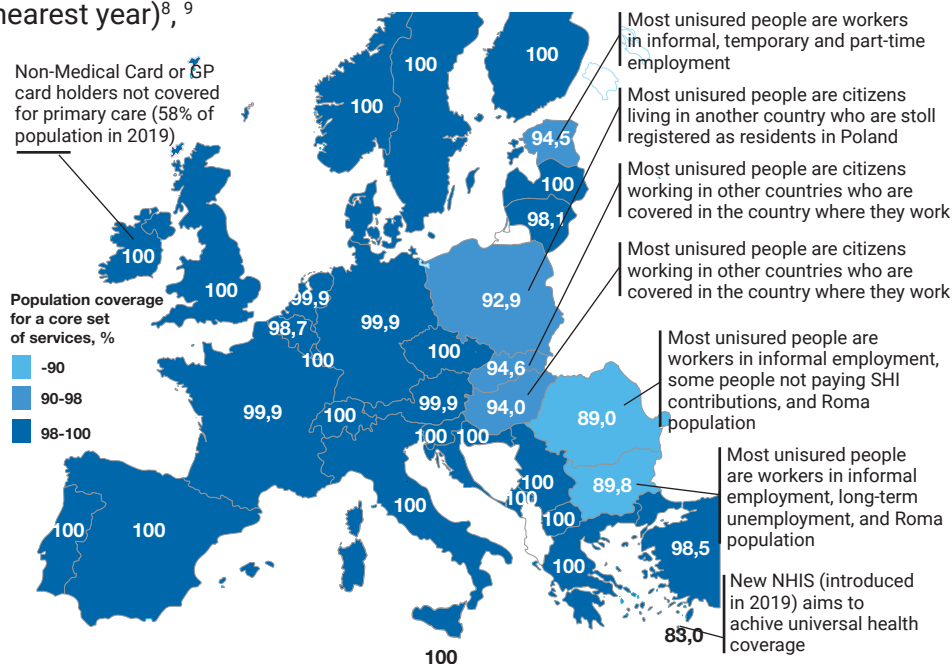 nearest year)⁸, ⁹
Non-Medical Card or GP
card holders not covered
for primary care (58% of
population in 2019)
Most unisured people are workers
in informal, temporary and part-time
employment
Most unisured people are citizens
living in another country who are stoll
registered as residents in Poland
Most unisured people are citizens
working in other countries who are
covered in the country where they work
Most unisured people are citizens
working in other countries who are
covered in the country where they work
Most unisured people are
workers in informal employment,
some people not paying SHI
contributions, and Roma
population
Most unisured people
are workers in informal
employment, long-term
unemployment, and Roma
population
New NHIS (introduced
in 2019) aims to
achive universal health
coverage
Population coverage
for a core set
of services, %
-90
90-98
98-100
100
100
100
94,5
100
98,1
100
100
99,9
98,7
100
99,9
92,9
100
94,6
99,9
94,0
99,9
100
100
100
89,0
89,8
100
100
100
100
100
100
100
98,5
83,0
100